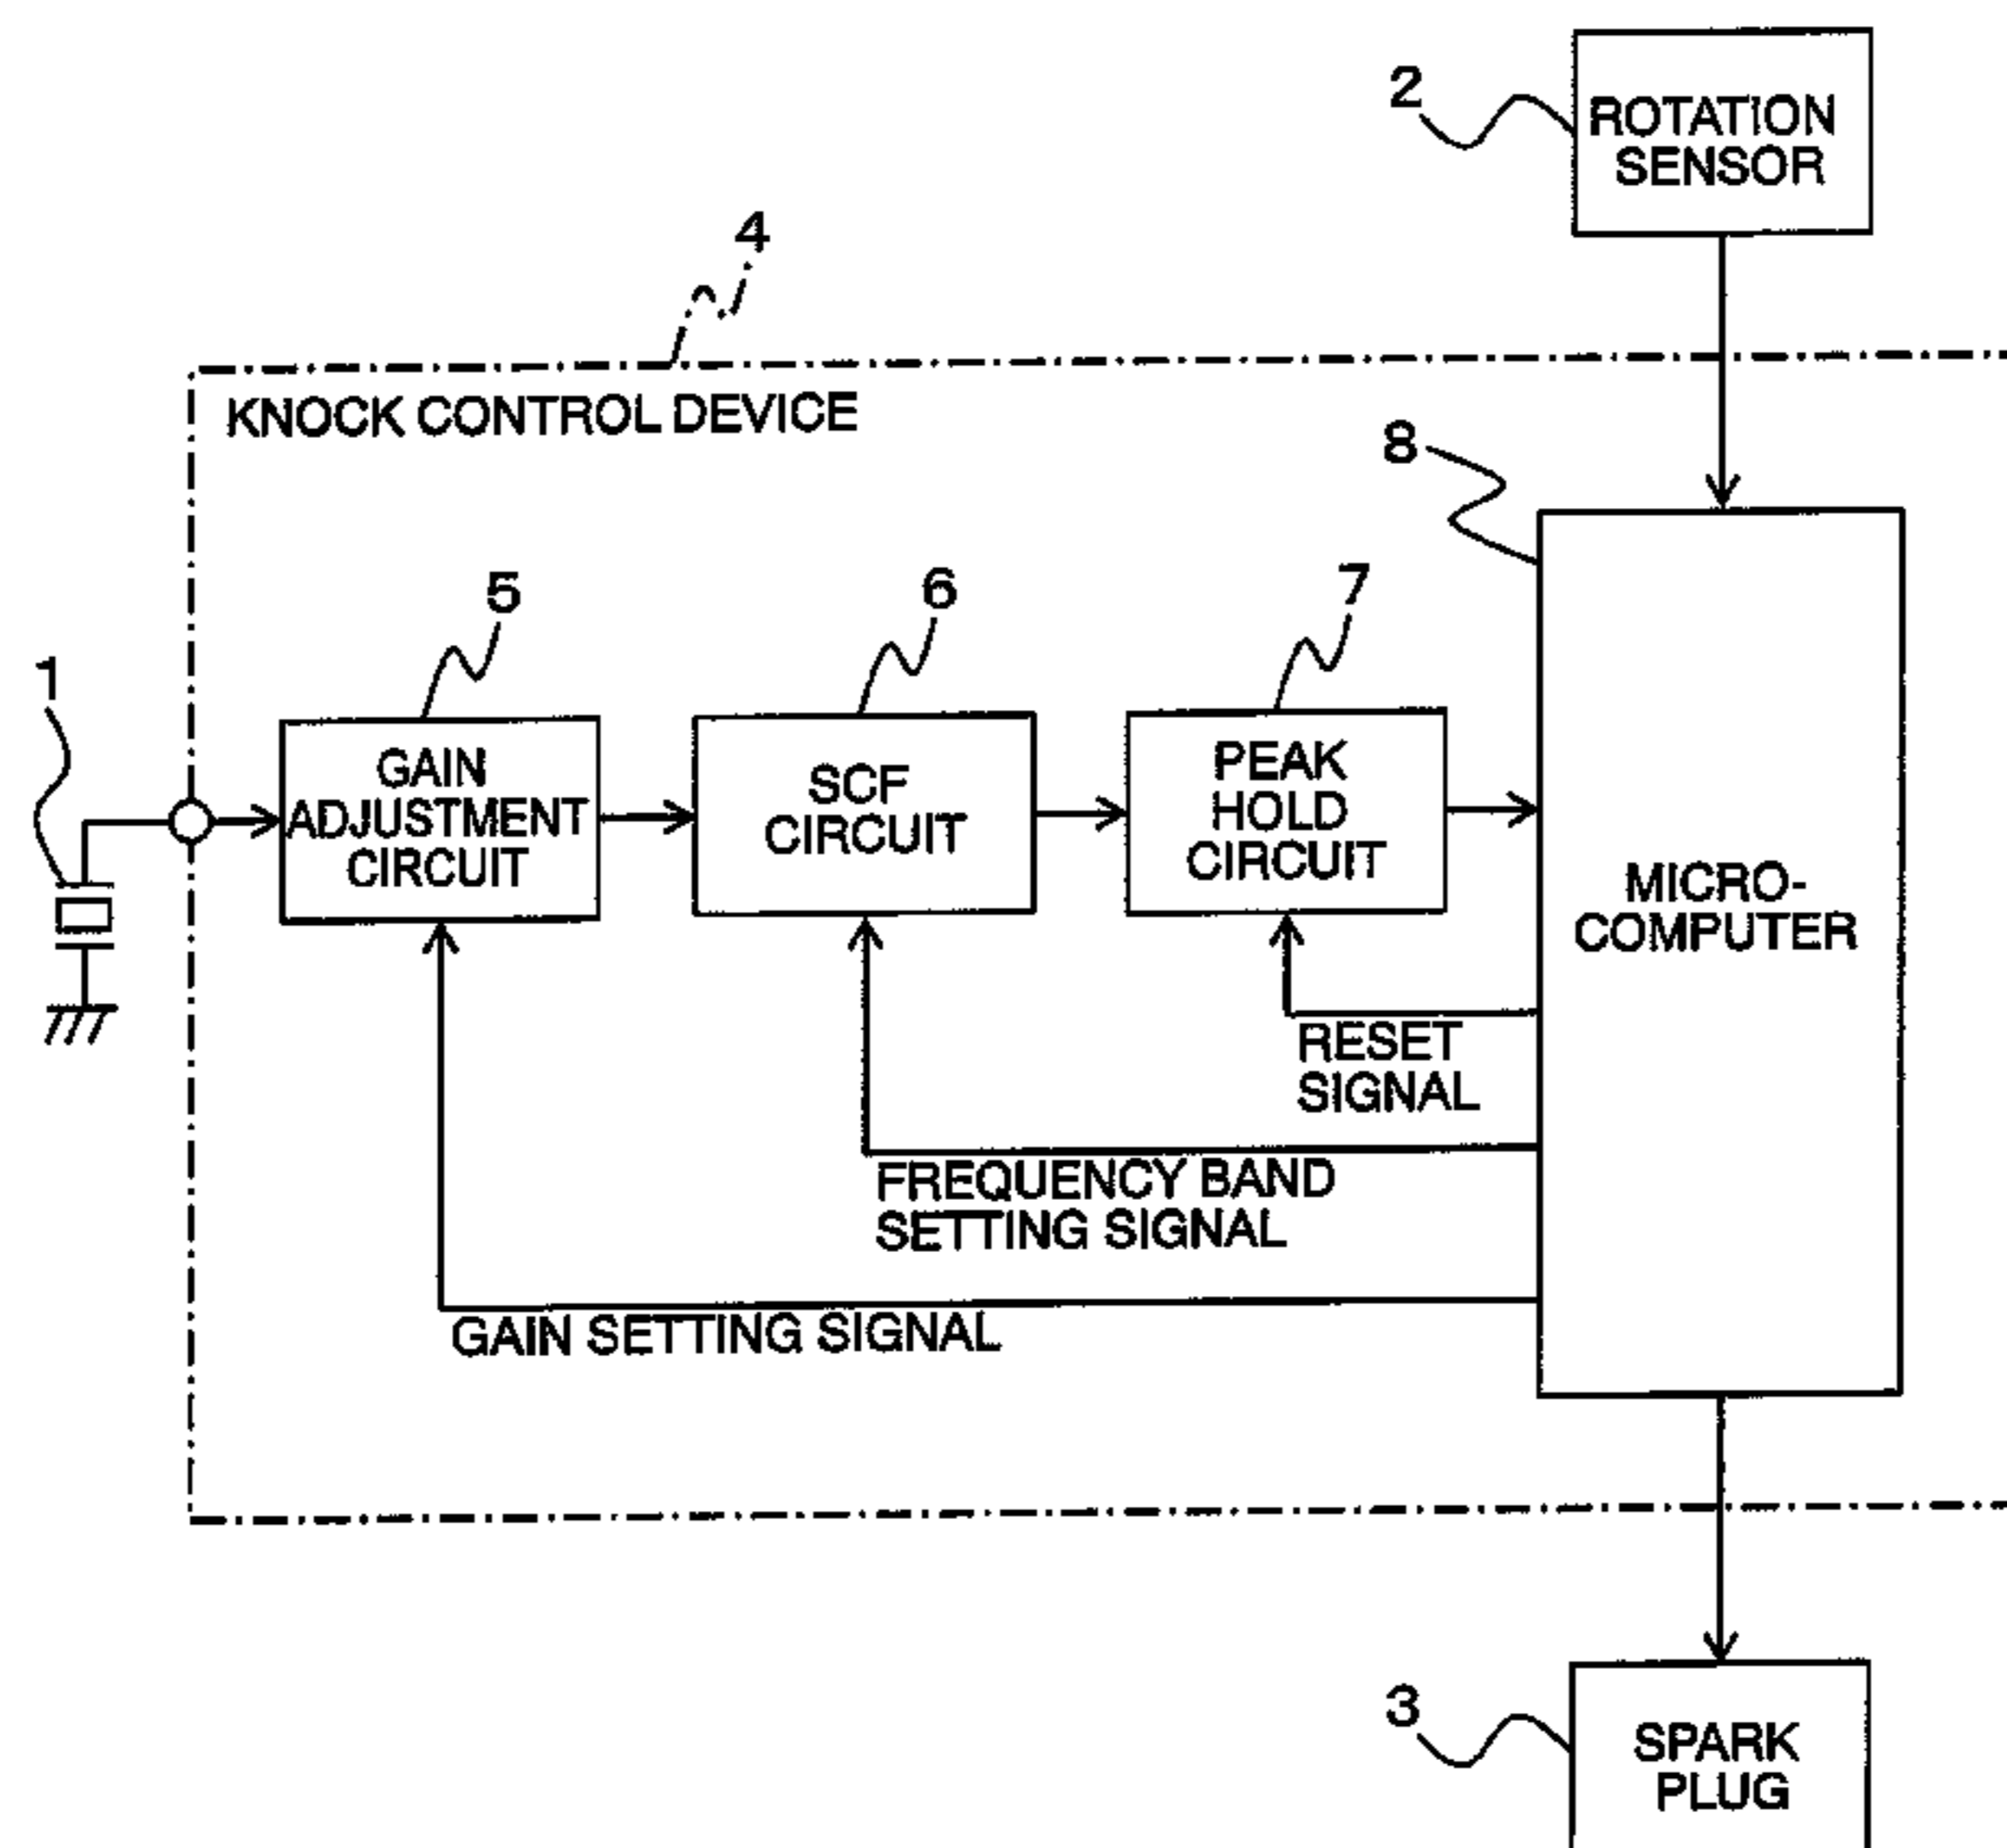 2
ROTATION
SENSOR
4
KNOCK CONTROL DEVICE
8
5
6
7
1
GAIN
ADJUSTMENT
CIRCUIT
SCF
CIRCUIT
PEAK
HOLD
CIRCUIT
MICRO-
COMPUTER
RESET
SIGNAL
FREQUENCY BAND
SETTING SIGNAL
GAIN SETTING SIGNAL
3
SPARK
PLUG